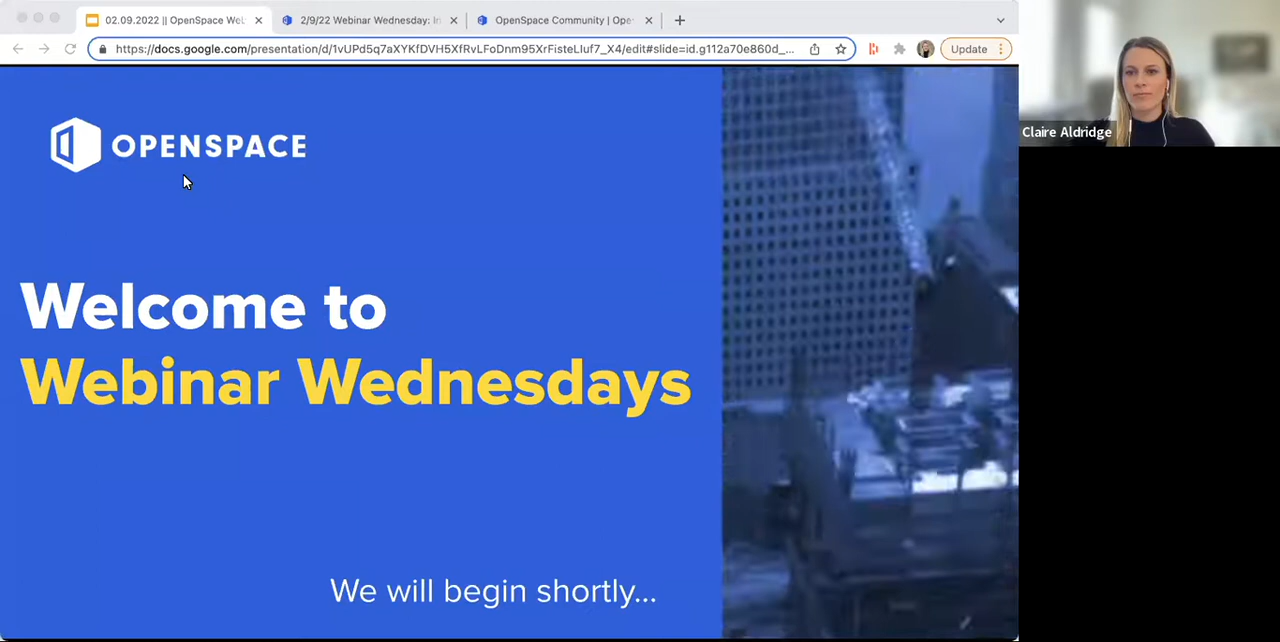 02.09.2022 || OpenSpace Web
2/9/22 Webinar Wednesday: In
OpenSpace Community | Ope
https://docs.google.com/presentation/d/1vUPd5q7aXYKfDVH5XfRvLFoDnm95XrFisteLIuf7_X4/edit#slide=id.g112a70e860d_...
Update
Claire Aldridge
OPENSPACE
Welcome to
Webinar Wednesdays
We will begin shortly...